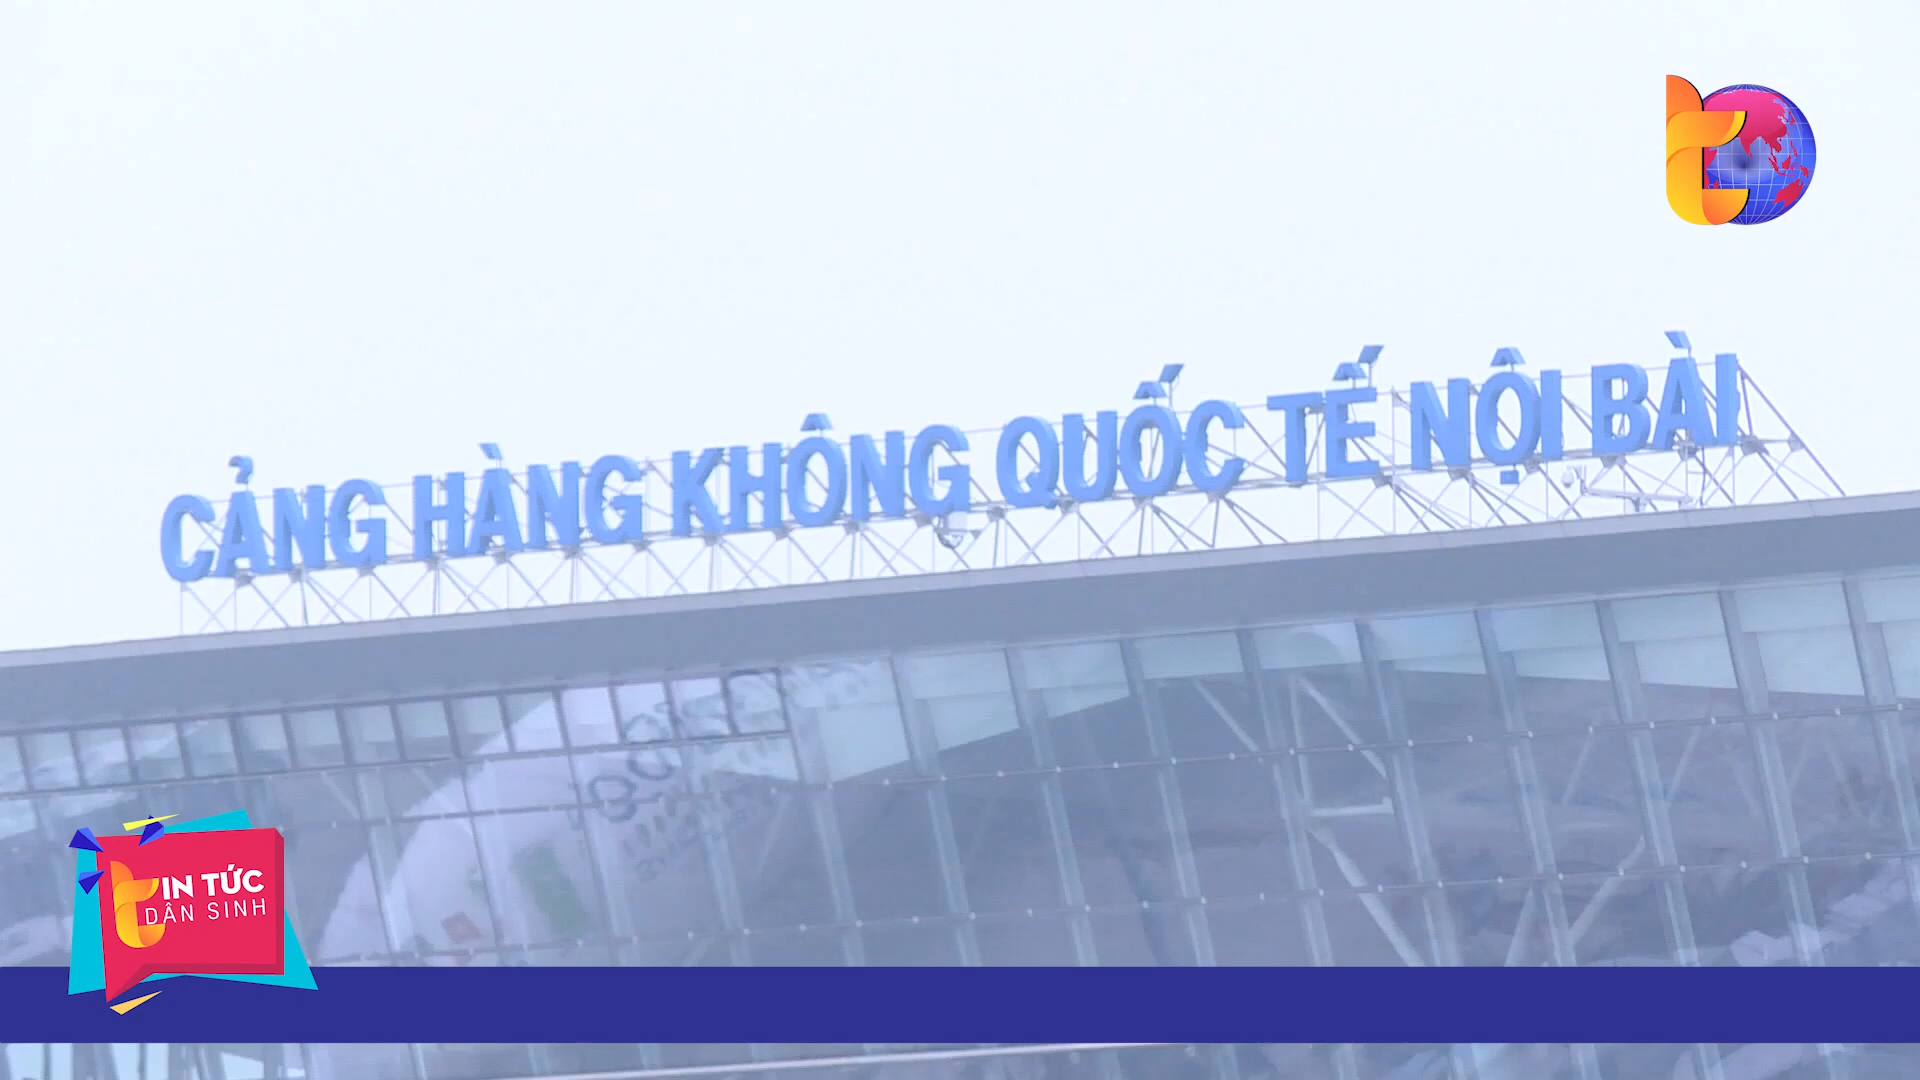 CẢNG HÀNG KHÔNG QUỐC TẾ NỘI BÀI
TIN TỨC
DÂN SINH